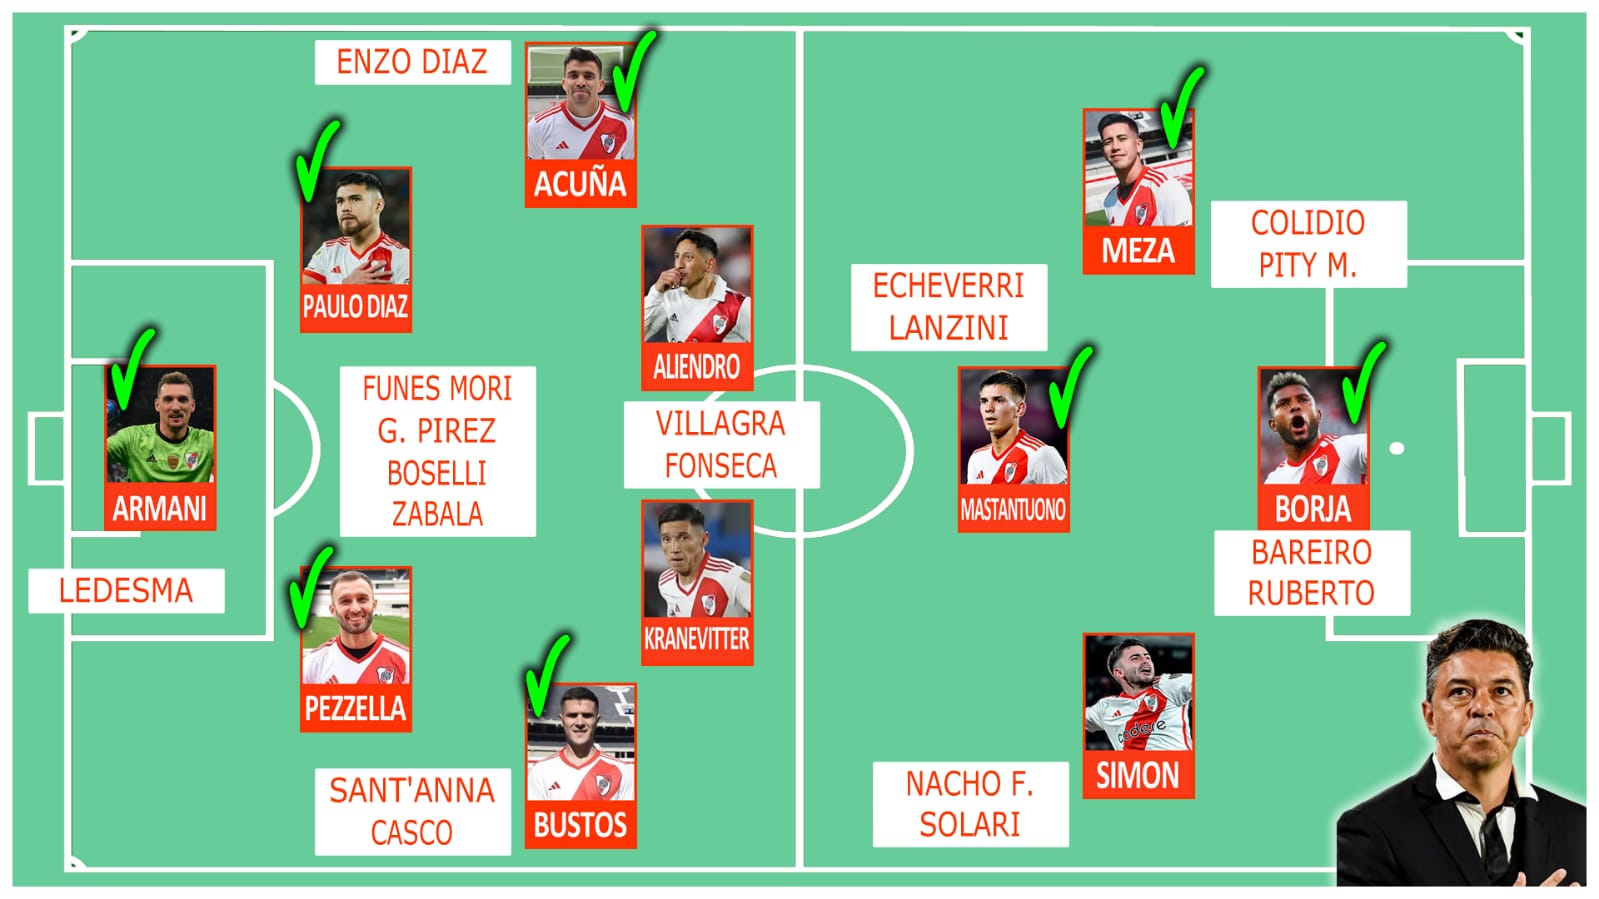 ENZO DIAZ
ACUÑA
PAULO DIAZ
MEZA
COLIDIO
PITY M.
ALIENDRO
ECHEVERRI
LANZINI
ARMANI
LEDESMA
FUNES MORI
G. PIREZ
BOSELLI
ZABALA
VILLAGRA
FONSECA
MASTANTUONO
BORJA
BAREIRO
RUBERTO
KRANEVITTER
PEZZELLA
SANT'ANNA
CASCO
BUSTOS
codere
SIMON
NACHO F.
SOLARI